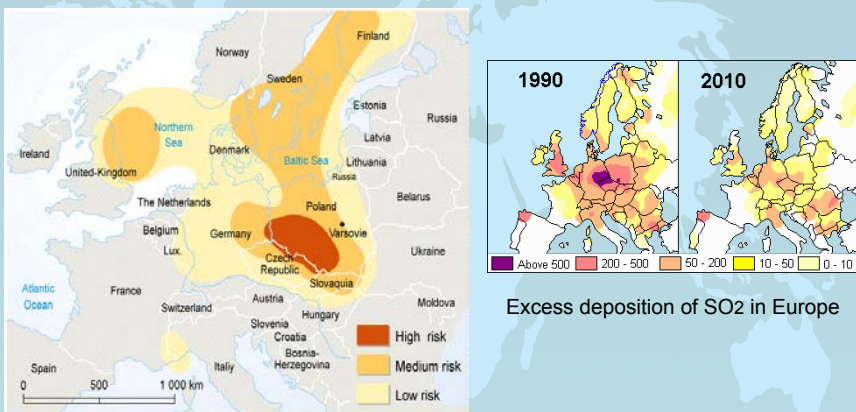 Finland
Norway
Sweden
Estonia
Russia
Northern
Sea
Latvia
Ireland
Denmark
Baltic Sea
Lithuania
United-Kingdom
Russia
The Netherlands
Poland
Belarus
Belgium
Germany
Varsovie
Lux.
Czech
Republic
Ukraine
Slovaquia
Atlantic
Ocean
France
Austria
Switzerland
Hungary
Moldova
Slovenia
Croatia
Bosnia-
Herzegovina
Spain
Italiy
High risk
Medium risk
Low risk
0 500 1 000 km
1990 2010
Above 500 200 - 500 50 - 200 10 - 50 0 - 10
Excess deposition of SO2 in Europe